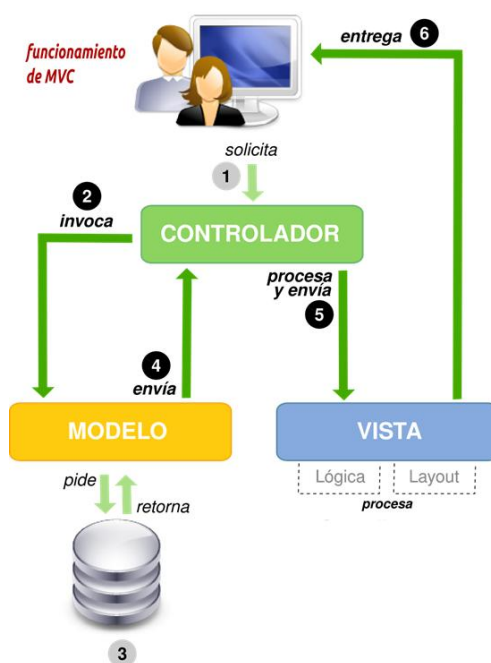 funcionamiento
de MVC
entrega 6
solicita
1
2
invoca
CONTROLADOR
procesa
y envía
5
4
envía
MODELO
VISTA
Lógica
Layout
procesa
pide
retorna
3